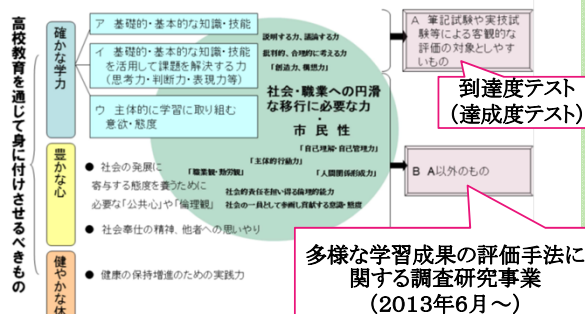 高校教育を通じて身に付けさせるべきもの
確かな学力
ア 基礎的・基本的な知識・技能
イ 基礎的・基本的な知識・技能
を活用して課題を解決する力
(思考力・判断力・表現力等)
ウ 主体的に学習に取り組む
意欲・態度
説明する力、議論する力
批判的、合理的に考える力
「創造力、構想力」
社会・職業への円滑
な移行に必要な力
・
市民性
「自己理解・自己管理力」
「主体的行動力」
「職業観・勤労観」
「人間関係形成力」
社会的責任を担い得る倫理的能力
社会の一員として参画し貢献する意識・態度
豊かな心
● 社会の発展に
寄与する態度を養うために
必要な「公共心」や「倫理観」
● 社会奉仕の精神、他者への思いやり
健やかな体
● 健康の保持増進のための実践力
A 筆記試験や実技試
験等による客観的な
評価の対象としやす
いもの
到達度テスト
(達成度テスト)
B A以外のもの
多様な学習成果の評価手法に
関する調査研究事業
(2013年6月~)